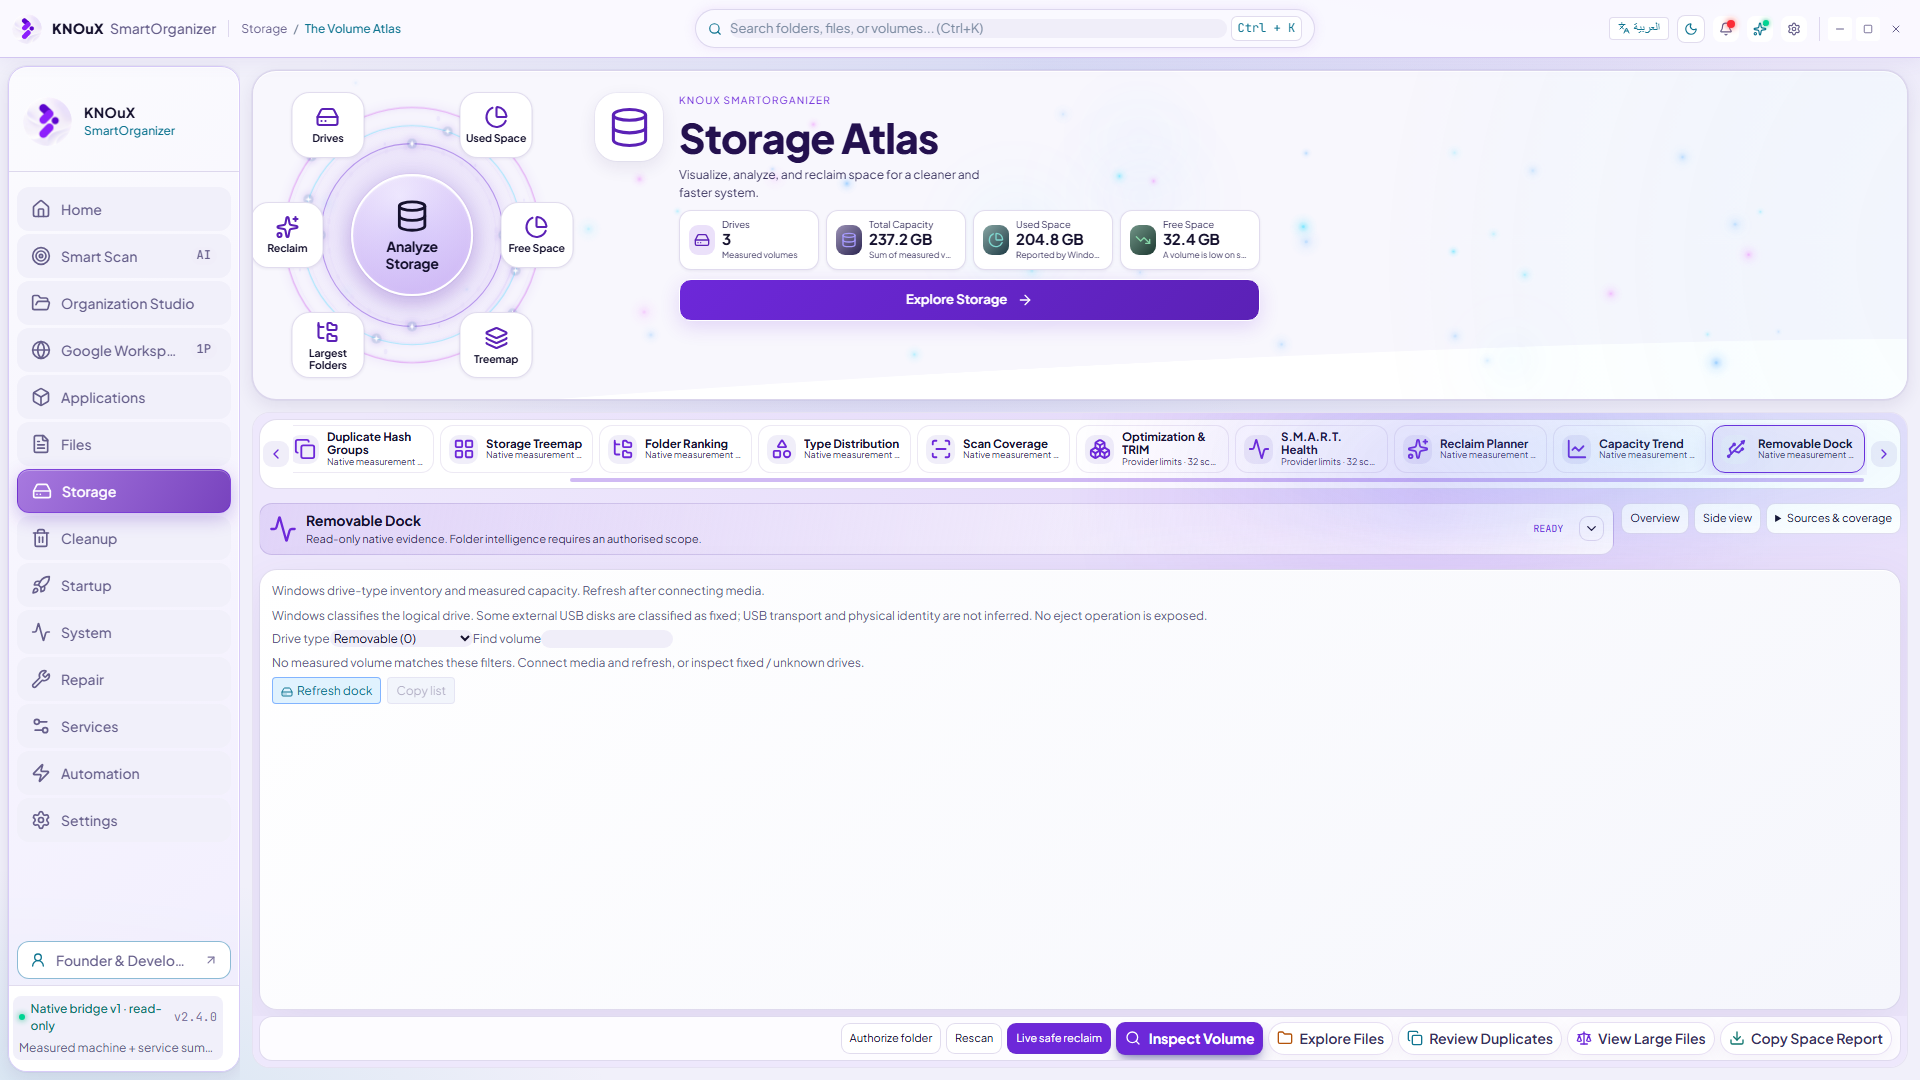 KNOuX SmartOrganizer
Storage / The Volume Atlas
Search folders, files, or volumes... (Ctrl+K)
Ctrl + K
العربية
KNOuX
SmartOrganizer
Home
Smart Scan AI
Organization Studio
Google Worksp... 1P
Applications
Files
Storage
Cleanup
Startup
System
Repair
Services
Automation
Settings
Founder & Develo...
Native bridge v1 · read-only
v2.4.0
Measured machine + service sum...
Drives
Used Space
Reclaim
Analyze Storage
Free Space
Largest Folders
Treemap
KNOUX SMARTORGANIZER
Storage Atlas
Visualize, analyze, and reclaim space for a cleaner and
faster system.
Drives
3
Measured volumes
Total Capacity
237.2 GB
Sum of measured v...
Used Space
204.8 GB
Reported by Windo...
Free Space
32.4 GB
A volume is low on s...
Explore Storage
Duplicate Hash Groups
Native measurement ...
Storage Treemap
Native measurement ...
Folder Ranking
Native measurement ...
Type Distribution
Native measurement ...
Scan Coverage
Native measurement ...
Optimization & TRIM
Provider limits · 32 sc...
S.M.A.R.T. Health
Provider limits · 32 sc...
Reclaim Planner
Native measurement ...
Capacity Trend
Native measurement ...
Removable Dock
Native measurement ...
Removable Dock
Read-only native evidence. Folder intelligence requires an authorised scope.
READY
Overview
Side view
Sources & coverage
Windows drive-type inventory and measured capacity. Refresh after connecting media.
Windows classifies the logical drive. Some external USB disks are classified as fixed; USB transport and physical identity are not inferred. No eject operation is exposed.
Drive type Removable (0) Find volume
No measured volume matches these filters. Connect media and refresh, or inspect fixed / unknown drives.
Refresh dock Copy list
Authorize folder Rescan Live safe reclaim Inspect Volume Explore Files Review Duplicates View Large Files Copy Space Report